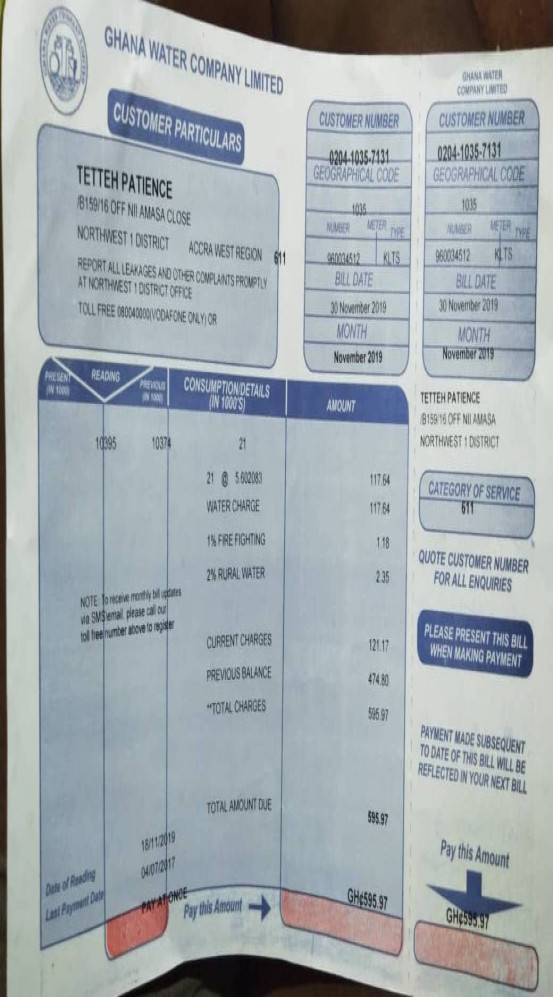 GHANA WATER COMPANY LIMITED
CUSTOMER PARTICULARS
TETTEH PATIENCE
/B159/16 OFF NII AMASA CLOSE
NORTHWEST 1 DISTRICT ACCRA WEST REGION 611
REPORT ALL LEAKAGES AND OTHER COMPLAINTS PROMPTLY
AT NORTHWEST 1 DISTRICT OFFICE
TOLL FREE 080040000(VODAFONE ONLY) OR
CUSTOMER NUMBER
0204-1035-7131
GEOGRAPHICAL CODE
1035
NUMBER METER TYPE
960034512 KLTS
BILL DATE
30 November 2019
MONTH
November 2019
GHANA WATER
COMPANY LIMITED
CUSTOMER NUMBER
0204-1035-7131
GEOGRAPHICAL CODE
1035
NUMBER METER TYPE
960034512 KLTS
BILL DATE
30 November 2019
MONTH
November 2019
PRESENT (IN 1000) READING PREVIOUS (IN 1000) CONSUMPTION/DETAILS (IN 1000'S) AMOUNT
10395 10374 21
21 @ 5.602083 117.64
WATER CHARGE 117.64
1% FIRE FIGHTING 1.18
2% RURAL WATER 2.35
NOTE: To receive monthly bill updates
via SMS/email, please call our
toll free number above to register
CURRENT CHARGES 121.17
PREVIOUS BALANCE 474.80
**TOTAL CHARGES 595.97
TOTAL AMOUNT DUE 595.97
Date of Reading 18/11/2019
Last Payment Date 04/07/2017
PAY AT ONCE
Pay this Amount GH¢595.97
TETTEH PATIENCE
/B159/16 OFF NII AMASA
NORTHWEST 1 DISTRICT
CATEGORY OF SERVICE
611
QUOTE CUSTOMER NUMBER
FOR ALL ENQUIRIES
PLEASE PRESENT THIS BILL
WHEN MAKING PAYMENT
PAYMENT MADE SUBSEQUENT
TO DATE OF THIS BILL WILL BE
REFLECTED IN YOUR NEXT BILL
Pay this Amount
GH¢595.97